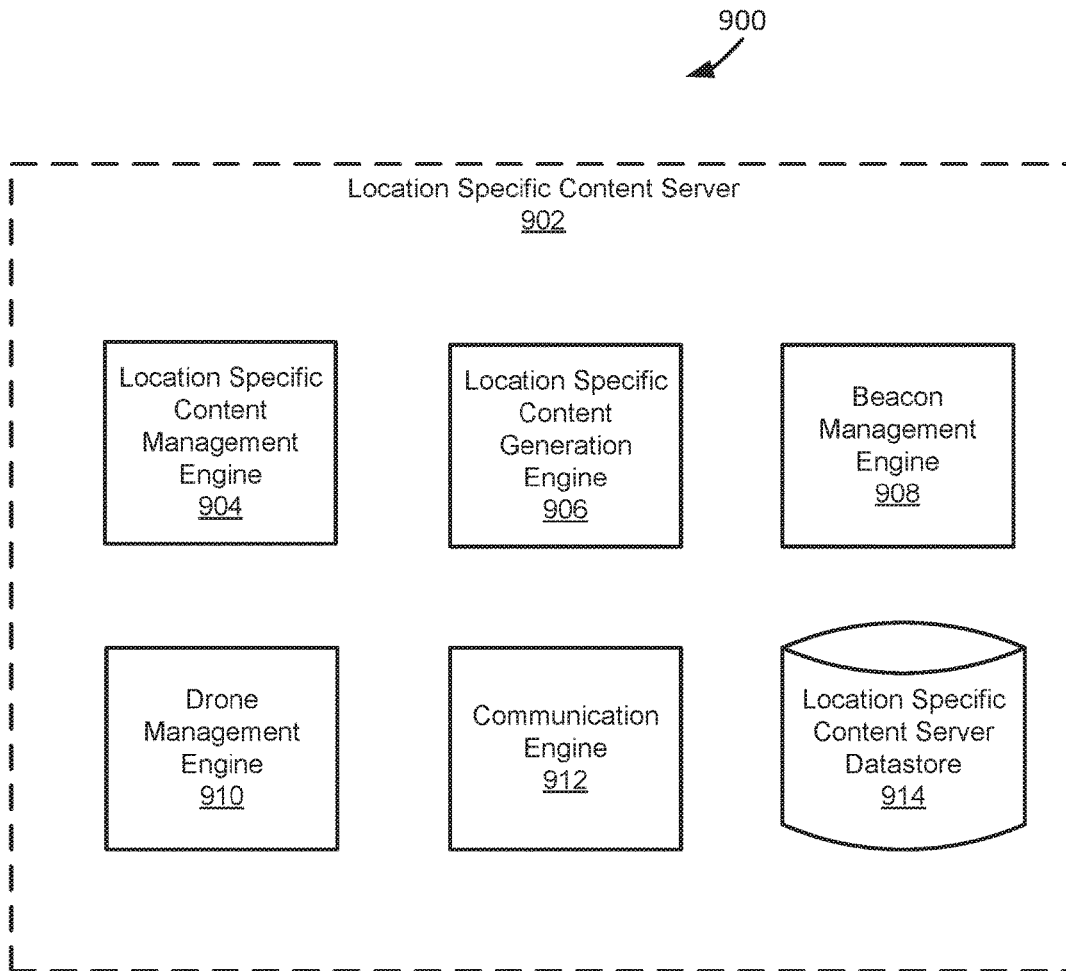 900
Location Specific Content Server
902
Location Specific
Content
Management
Engine
904
Location Specific
Content
Generation
Engine
906
Beacon
Management
Engine
908
Drone
Management
Engine
910
Communication
Engine
912
Location Specific
Content Server
Datastore
914